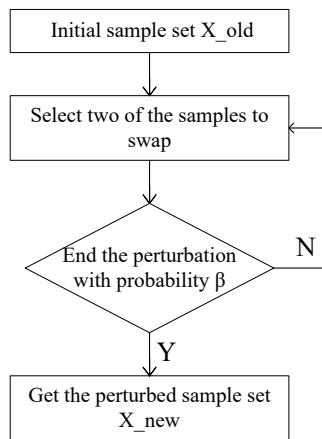 Initial sample set X_old
Select two of the samples to
swap
End the perturbation
with probability β
N
Y
Get the perturbed sample set
X_new